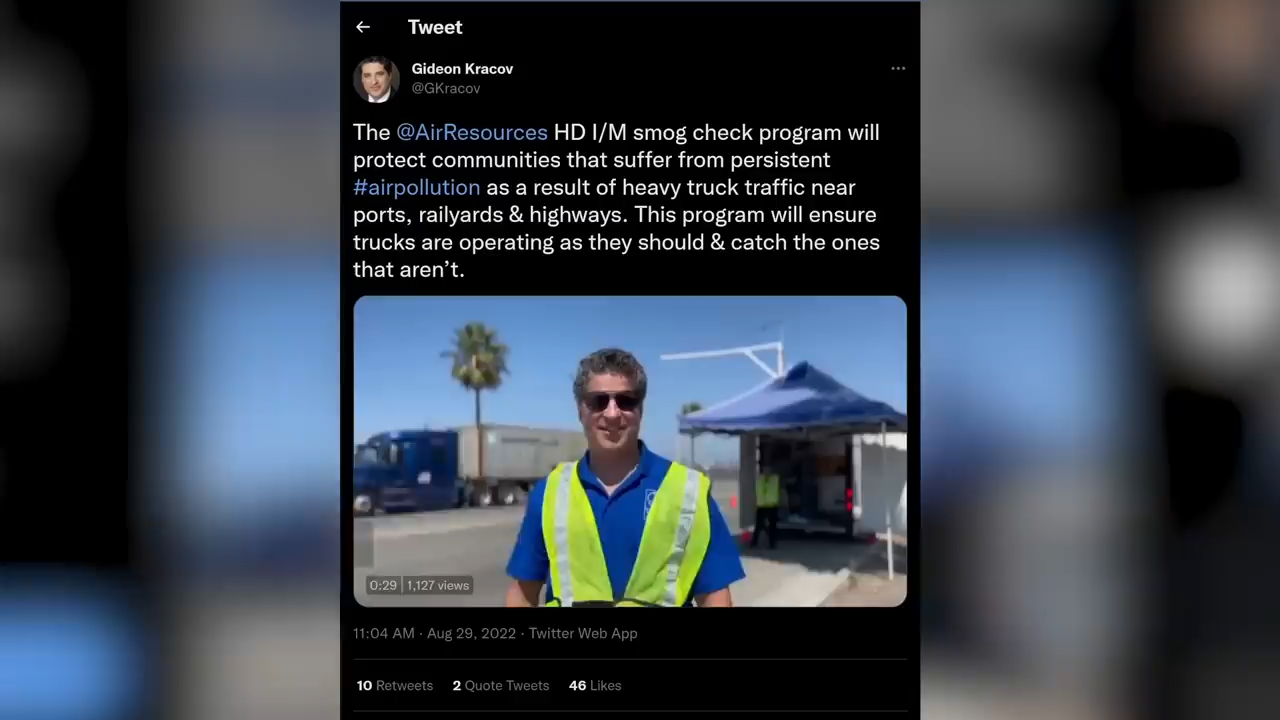 Tweet
Gideon Kracov
@GKracov
The @AirResources HD I/M smog check program will
protect communities that suffer from persistent
#airpollution as a result of heavy truck traffic near
ports, railyards & highways. This program will ensure
trucks are operating as they should & catch the ones
that aren’t.
0:29 | 1,127 views
11:04 AM · Aug 29, 2022 · Twitter Web App
10 Retweets 2 Quote Tweets 46 Likes